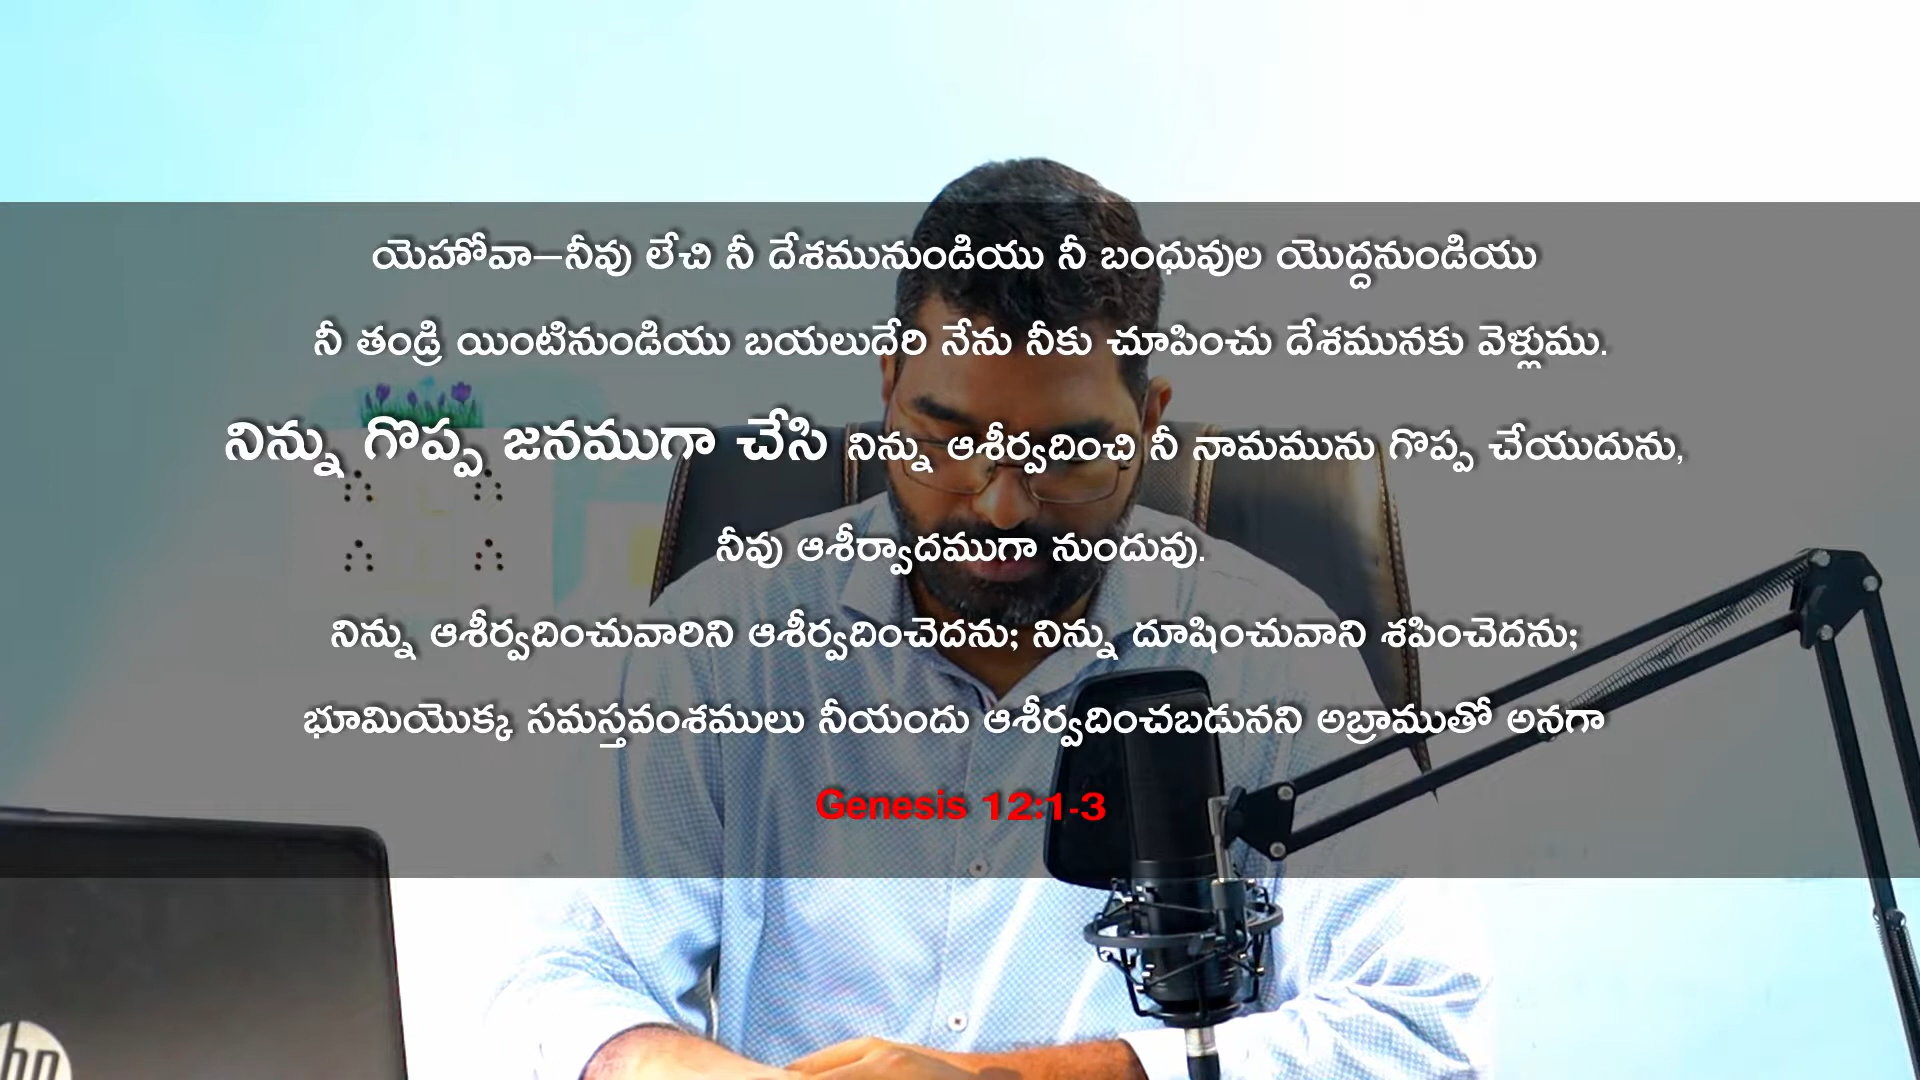 యెహోవా–నీవు లేచి నీ దేశమునుండియు నీ బంధువుల యొద్దనుండియు
నీ తండ్రి యింటినుండియు బయలుదేరి నేను నీకు చూపించు దేశమునకు వెళ్లుము.
నిన్ను గొప్ప జనముగా చేసి నిన్ను ఆశీర్వదించి నీ నామమును గొప్ప చేయుదును,
నీవు ఆశీర్వాదముగా నుందువు.
నిన్ను ఆశీర్వదించువారిని ఆశీర్వదించెదను; నిన్ను దూషించువాని శపించెదను;
భూమియొక్క సమస్తవంశములు నీయందు ఆశీర్వదించబడునని అబ్రాముతో అనగా
Genesis 12:1-3
hp